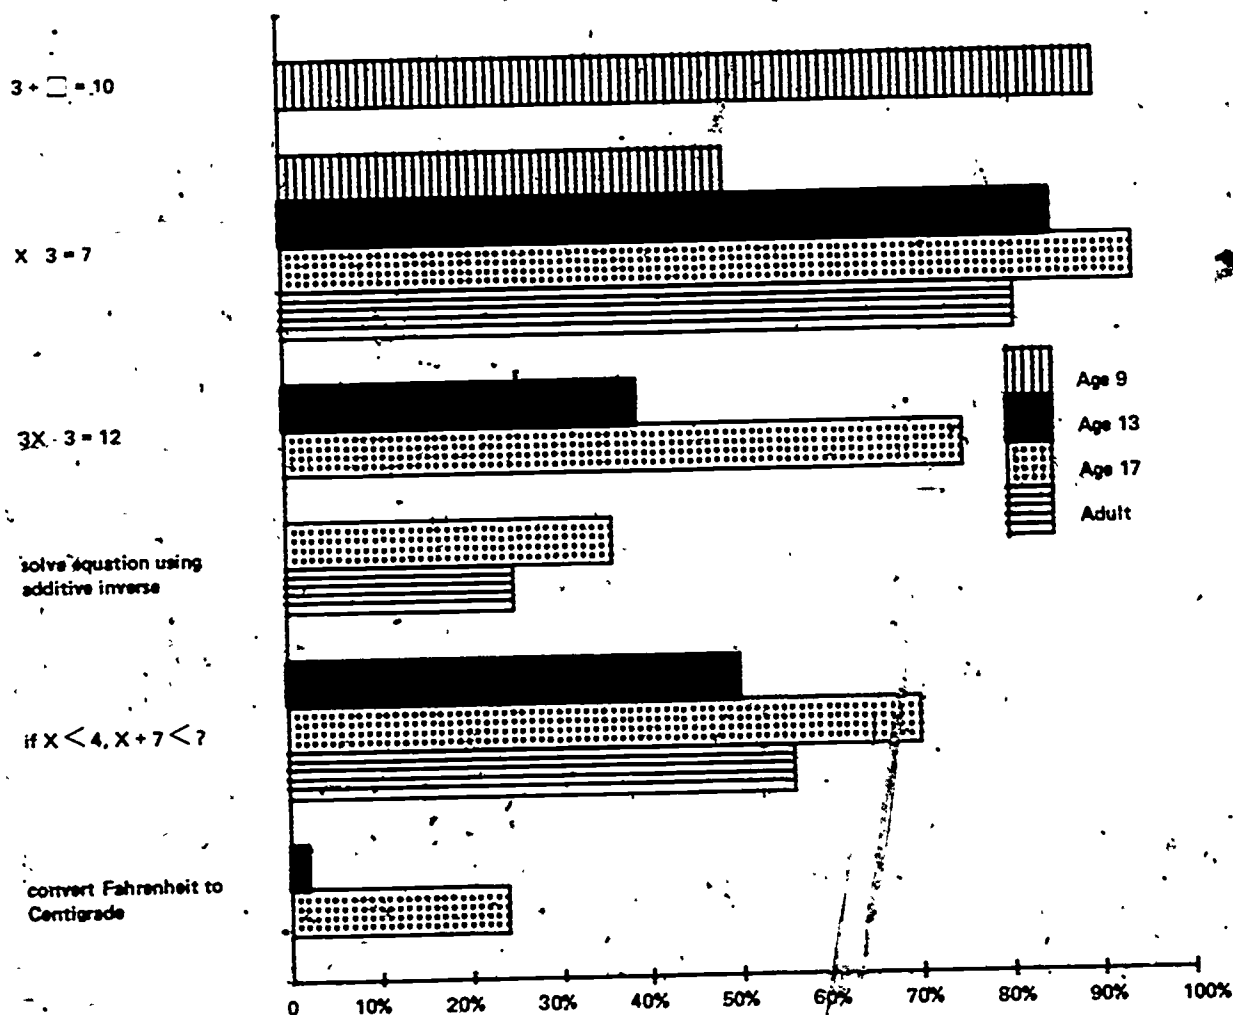 3 + □ = 10
X 3 = 7
3X - 3 = 12
solve equation using
additive inverse
if X < 4, X + 7 < ?
convert Fahrenheit to
Centigrade
Age 9
Age 13
Age 17
Adult
0 10% 20% 30% 40% 50% 60% 70% 80% 90% 100%